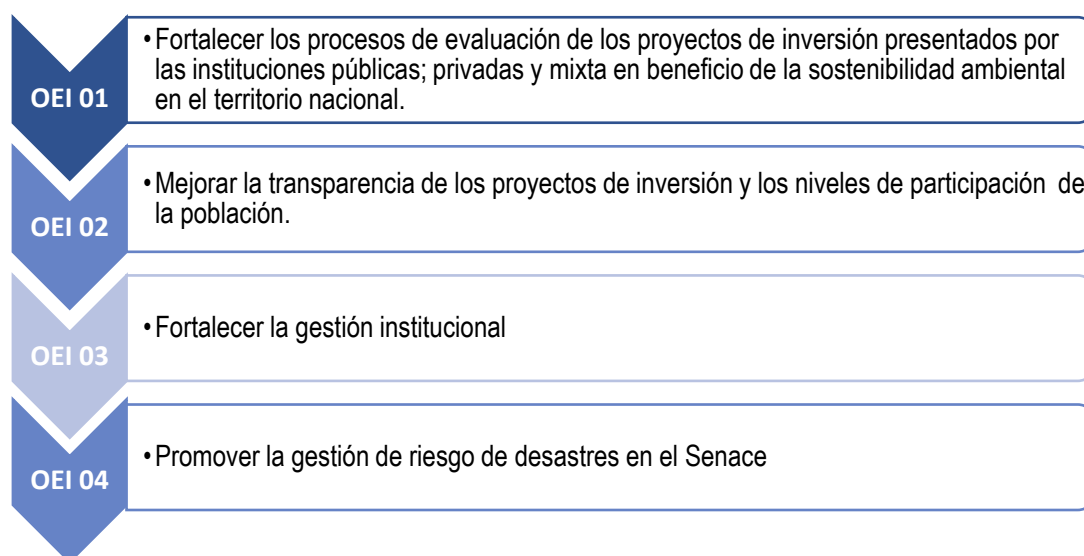 OEI 01
• Fortalecer los procesos de evaluación de los proyectos de inversión presentados por
las instituciones públicas; privadas y mixta en beneficio de la sostenibilidad ambiental
en el territorio nacional.
OEI 02
• Mejorar la transparencia de los proyectos de inversión y los niveles de participación de
la población.
OEI 03
• Fortalecer la gestión institucional
OEI 04
• Promover la gestión de riesgo de desastres en el Senace